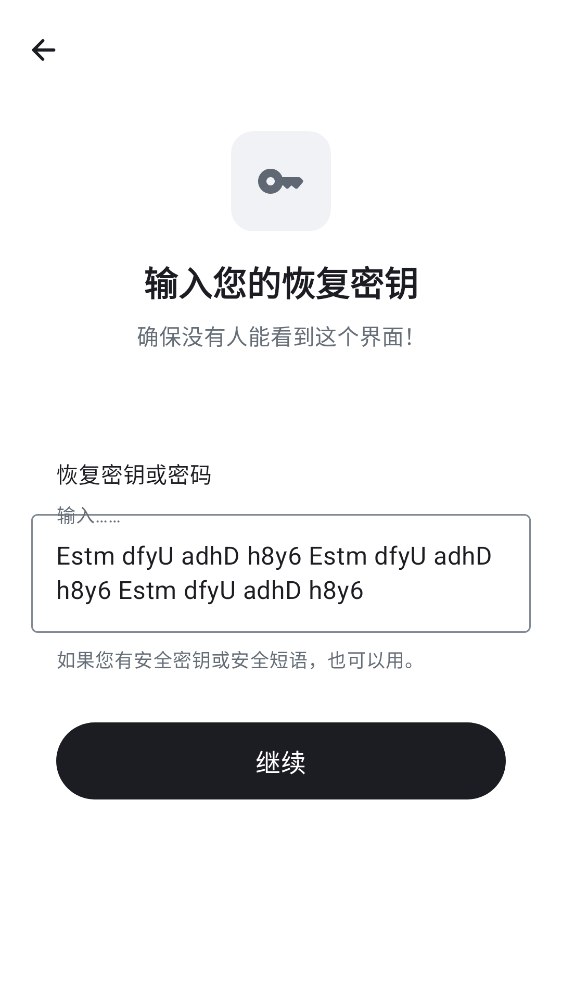 输入您的恢复密钥
确保没有人能看到这个界面！
恢复密钥或密码
输入……
Estm dfyU adhD h8y6 Estm dfyU adhD
h8y6 Estm dfyU adhD h8y6
如果您有安全密钥或安全短语，也可以用。
继续